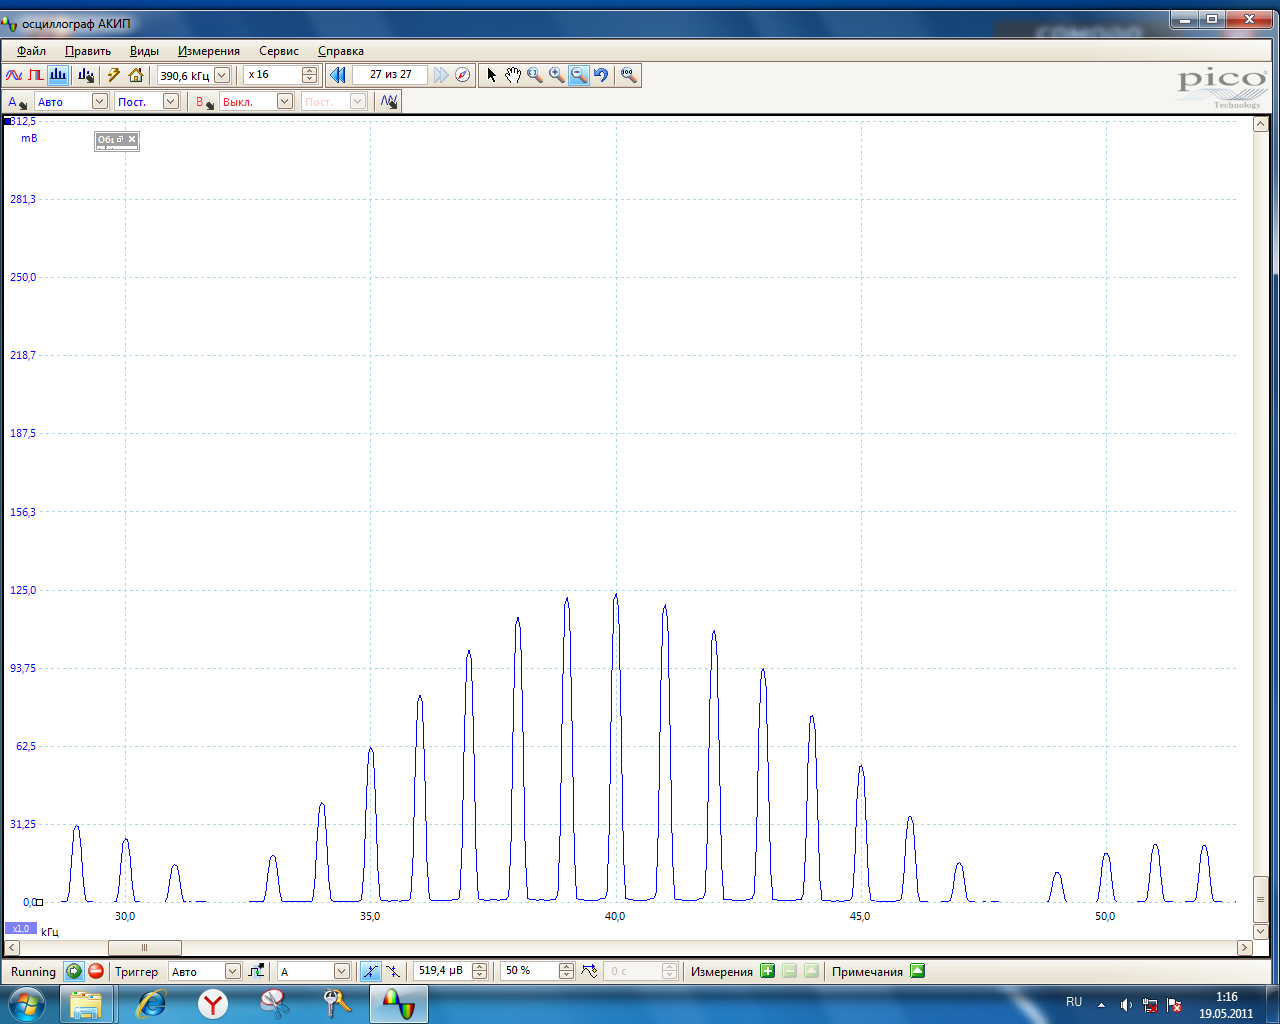 осциллограф АКИП
Файл Править Виды Измерения Сервис Справка
390,6 кГц x 16 27 из 27
pico
Technology
A Авто Пост. B Выкл. Пост.
312,5
mВ
281,3
250,0
218,7
187,5
156,3
125,0
93,75
62,5
31,25
0,0
30,0 35,0 40,0 45,0 50,0
x1,0 кГц
Running Триггер Авто A 519,4 µВ 50 % 0 с Измерения Примечания
RU 1:16
19.05.2011